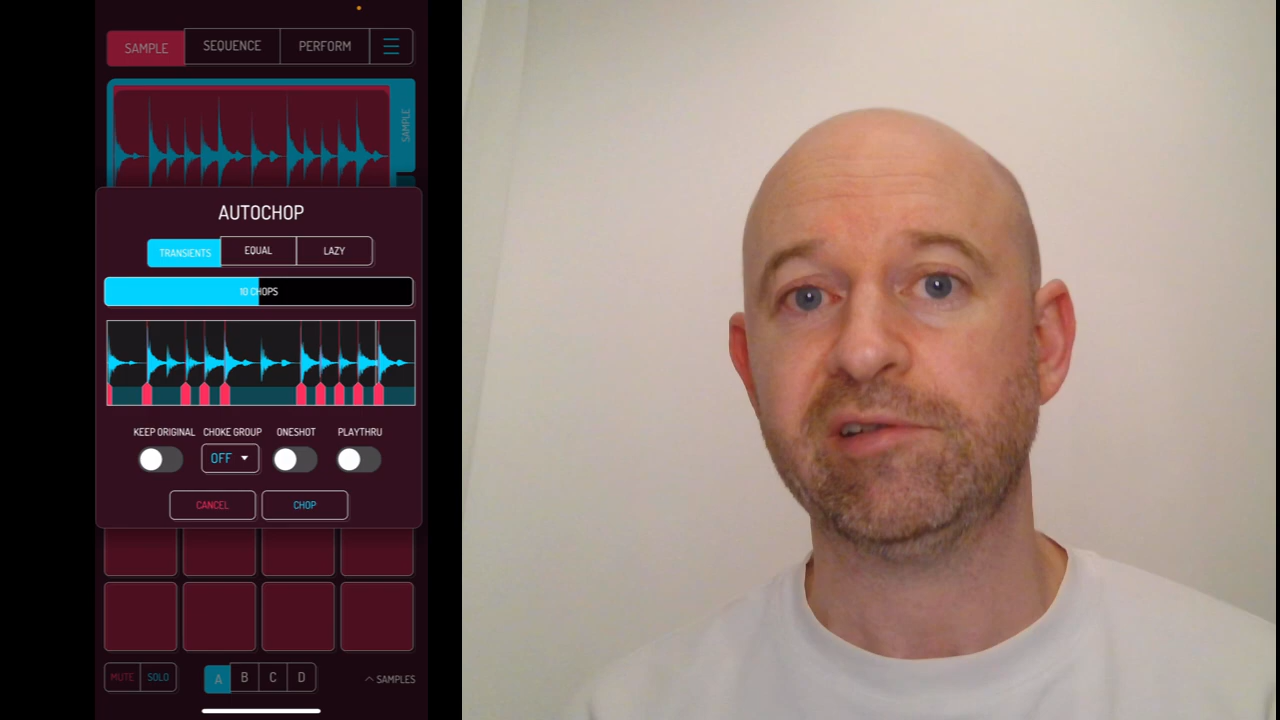 SAMPLE SEQUENCE PERFORM
SAMPLE
AUTOCHOP
TRANSIENTS EQUAL LAZY
10 CHOPS
KEEP ORIGINAL CHOKE GROUP ONESHOT PLAYTHRU
OFF
CANCEL CHOP
MUTE SOLO A B C D SAMPLES